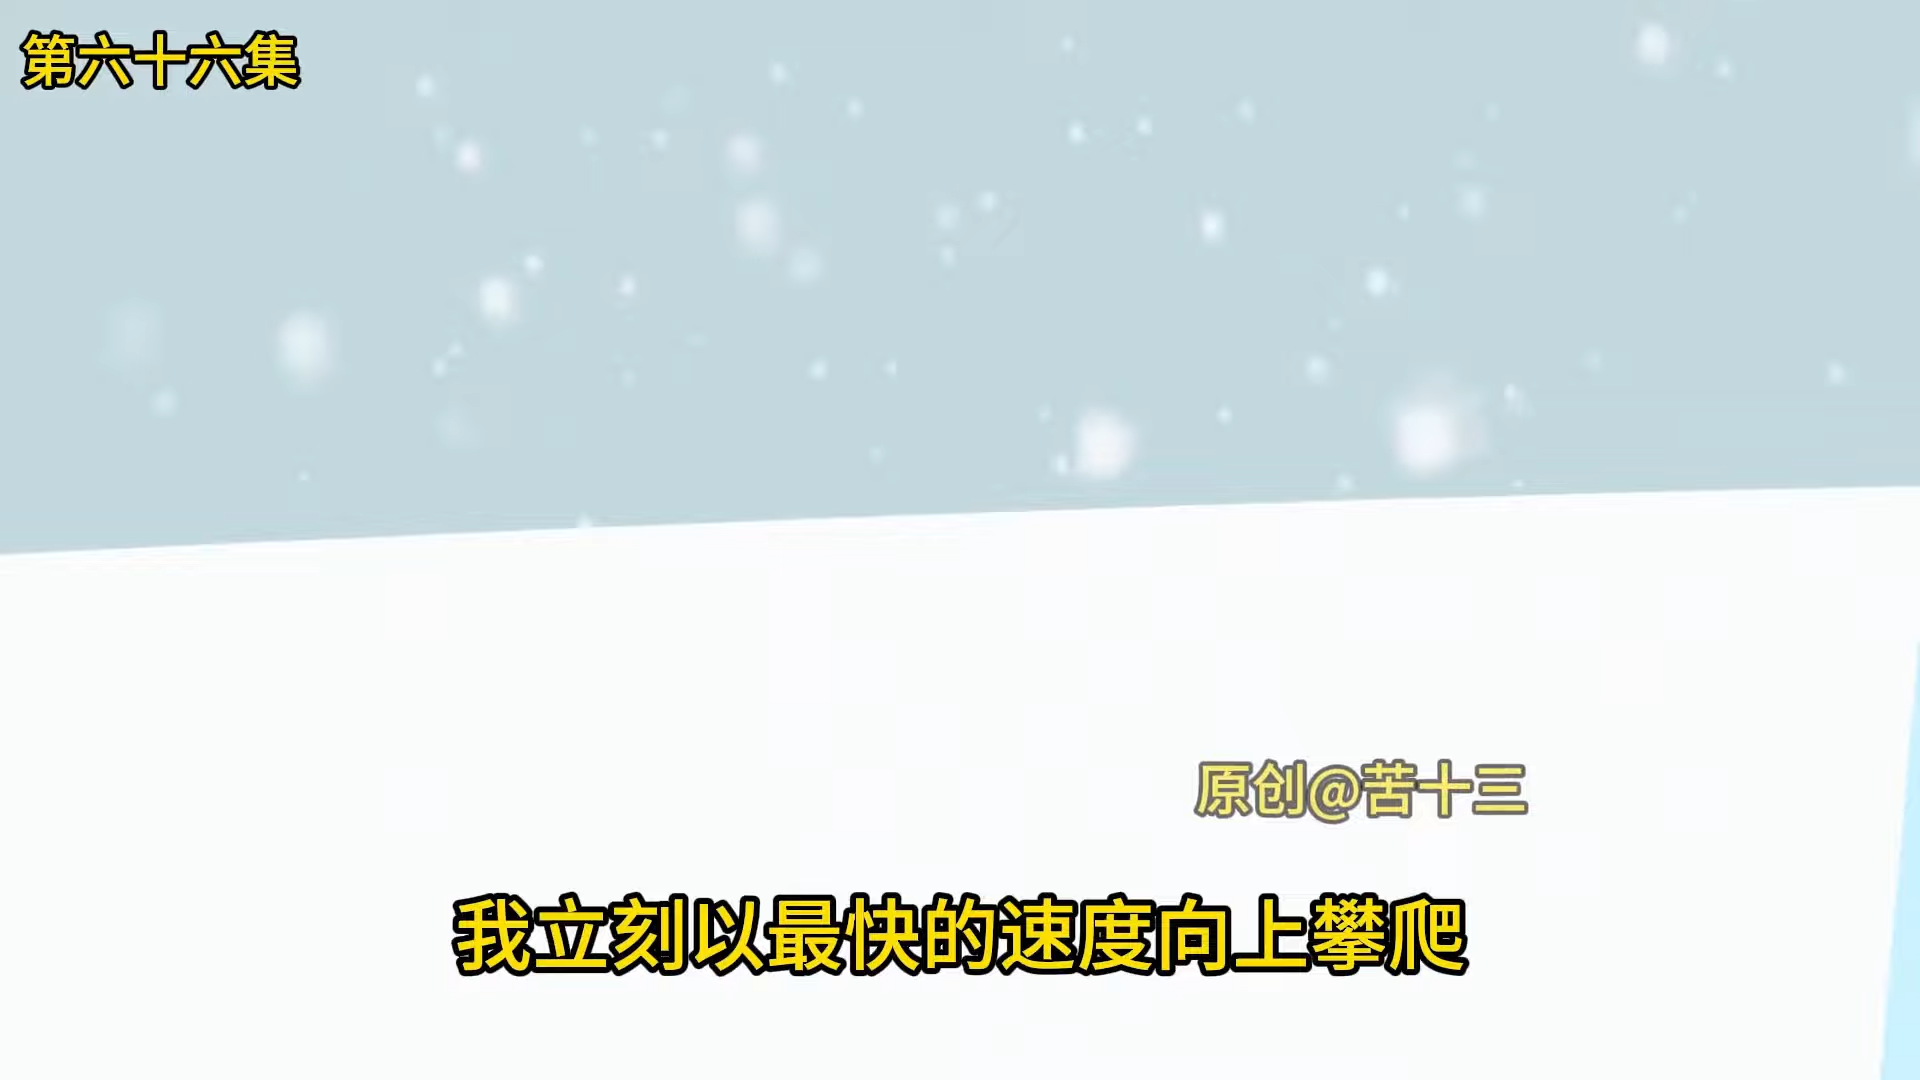 第六十六集
原创@苦十三
我立刻以最快的速度向上攀爬